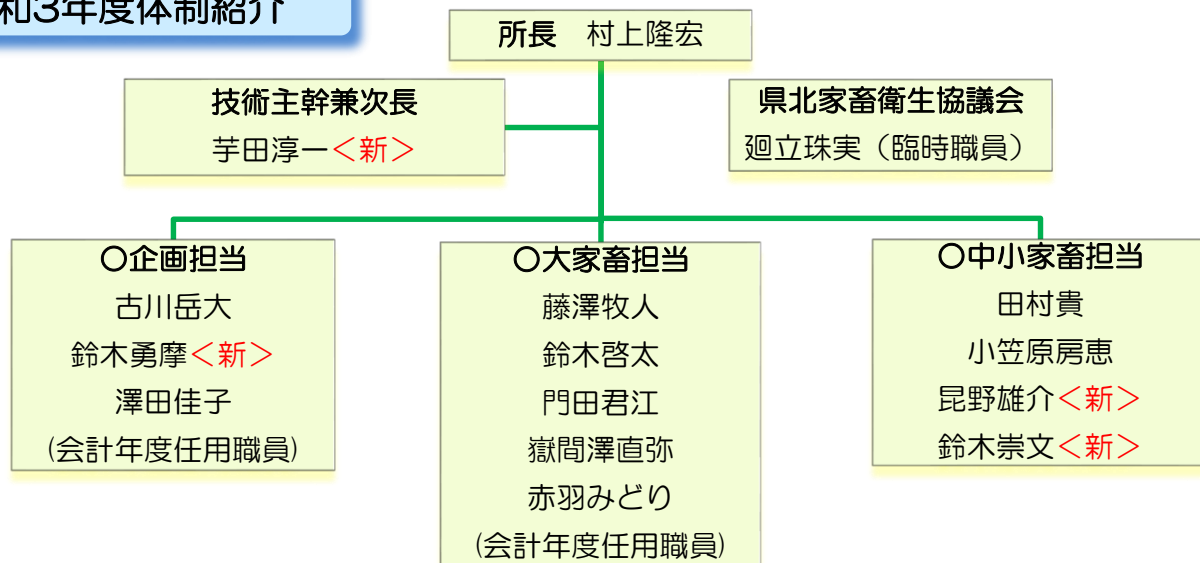 和3年度体制紹介
所長　村上隆宏
技術主幹兼次長
芋田淳一＜新＞
県北家畜衛生協議会
廻立珠実（臨時職員）
〇企画担当
古川岳大
鈴木勇摩＜新＞
澤田佳子
(会計年度任用職員)
〇大家畜担当
藤澤牧人
鈴木啓太
門田君江
嶽間澤直弥
赤羽みどり
(会計年度任用職員)
〇中小家畜担当
田村貴
小笠原房恵
昆野雄介＜新＞
鈴木崇文＜新＞